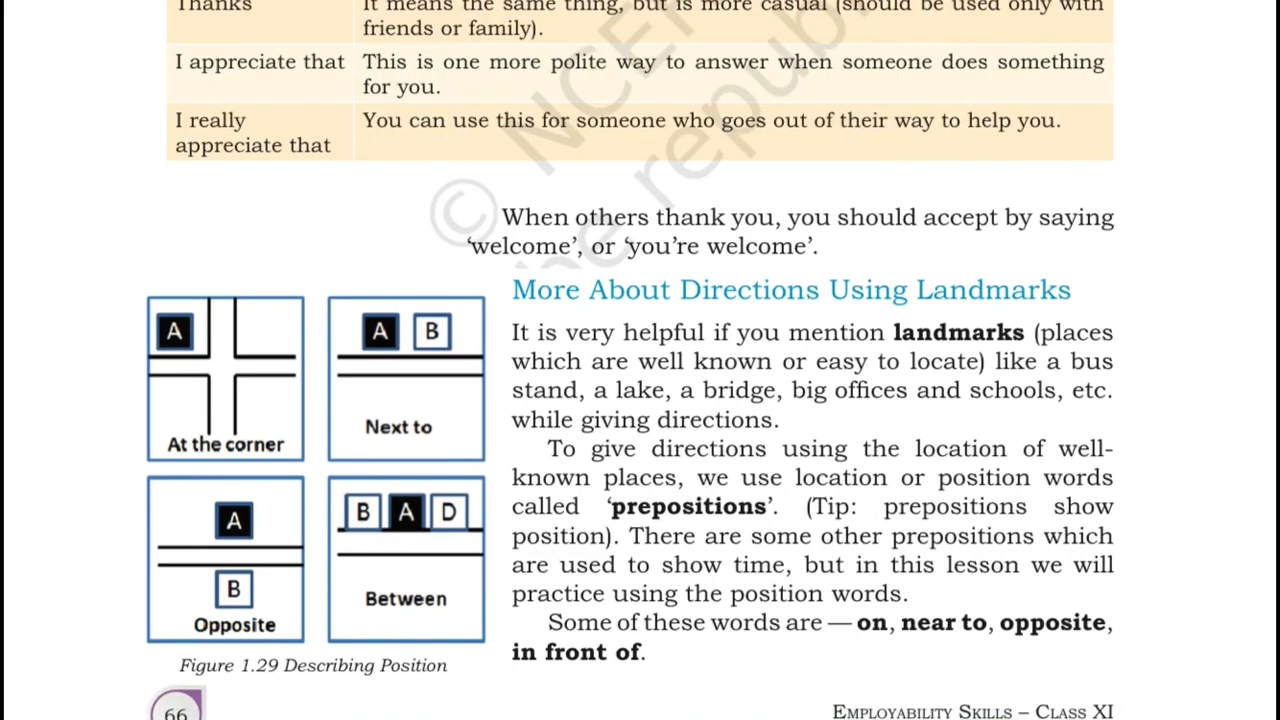 Thanks It means the same thing, but is more casual (should be used only with
friends or family).
I appreciate that This is one more polite way to answer when someone does something
for you.
I really You can use this for someone who goes out of their way to help you.
appreciate that
When others thank you, you should accept by saying
‘welcome’, or ‘you’re welcome’.
More About Directions Using Landmarks
It is very helpful if you mention landmarks (places
which are well known or easy to locate) like a bus
stand, a lake, a bridge, big offices and schools, etc.
while giving directions.
To give directions using the location of well-
known places, we use location or position words
called ‘prepositions’. (Tip: prepositions show
position). There are some other prepositions which
are used to show time, but in this lesson we will
practice using the position words.
Some of these words are — on, near to, opposite,
in front of.
A
At the corner
A B
Next to
A
B
Opposite
B A D
Between
Figure 1.29 Describing Position
66
Employability Skills – Class XI